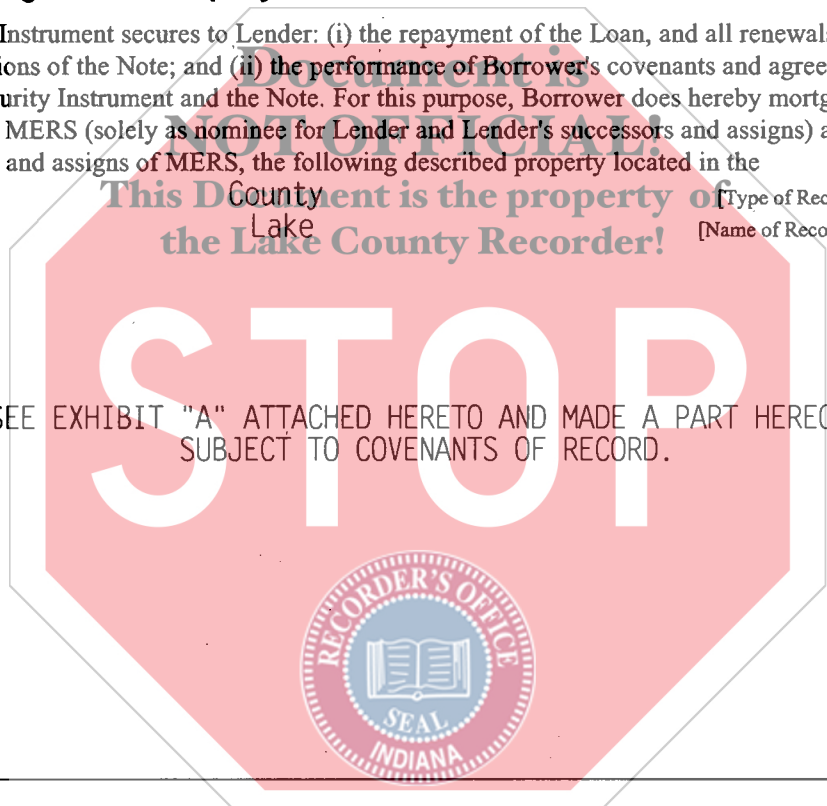 Instrument secures to Lender: (i) the repayment of the Loan, and all renewals
ions of the Note; and (ii) the performance of Borrower's covenants and agree
urity Instrument and the Note. For this purpose, Borrower does hereby mortg
MERS (solely as nominee for Lender and Lender's successors and assigns) a
and assigns of MERS, the following described property located in the
County [Type of Rec
Lake [Name of Reco
Document is
NOT OFFICIAL!
This Document is the property of
the Lake County Recorder!
STOP
SEE EXHIBIT "A" ATTACHED HERETO AND MADE A PART HEREO
SUBJECT TO COVENANTS OF RECORD.
RECORDER'S OFFICE
SEAL
INDIANA